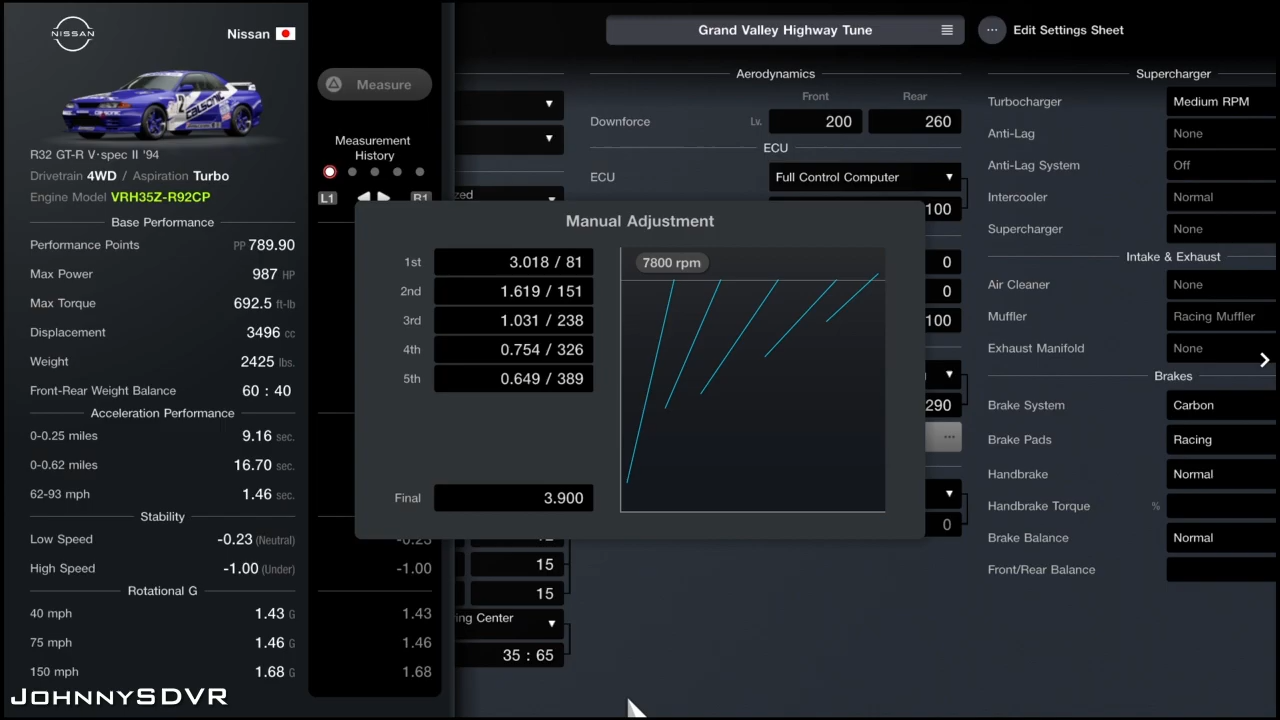 NISSAN
Nissan
CALSONIC
R32 GT-R V·spec II '94
Drivetrain 4WD / Aspiration Turbo
Engine Model VRH35Z-R92CP
Base Performance
Performance Points PP 789.90
Max Power 987 HP
Max Torque 692.5 ft-lb
Displacement 3496 cc
Weight 2425 lbs.
Front-Rear Weight Balance 60 : 40
Acceleration Performance
0-0.25 miles 9.16 sec.
0-0.62 miles 16.70 sec.
62-93 mph 1.46 sec.
Stability
Low Speed -0.23 (Neutral)
High Speed -1.00 (Under)
Rotational G
40 mph 1.43 G
75 mph 1.46 G
150 mph 1.68 G
JohnnySDVR
Measure
Measurement
History
L1 R1
-1.00
1.43
1.46
1.68
Grand Valley Highway Tune
Edit Settings Sheet
Manual Adjustment
1st 3.018 / 81
2nd 1.619 / 151
3rd 1.031 / 238
4th 0.754 / 326
5th 0.649 / 389
Final 3.900
7800 rpm
15
15
ing Center
35 : 65
Aerodynamics
Front Rear
Downforce Lv. 200 260
ECU
ECU Full Control Computer
100
0
0
100
290
0
Supercharger
Turbocharger Medium RPM
Anti-Lag None
Anti-Lag System Off
Intercooler Normal
Supercharger None
Intake & Exhaust
Air Cleaner None
Muffler Racing Muffler
Exhaust Manifold None
Brakes
Brake System Carbon
Brake Pads Racing
Handbrake Normal
Handbrake Torque %
Brake Balance Normal
Front/Rear Balance